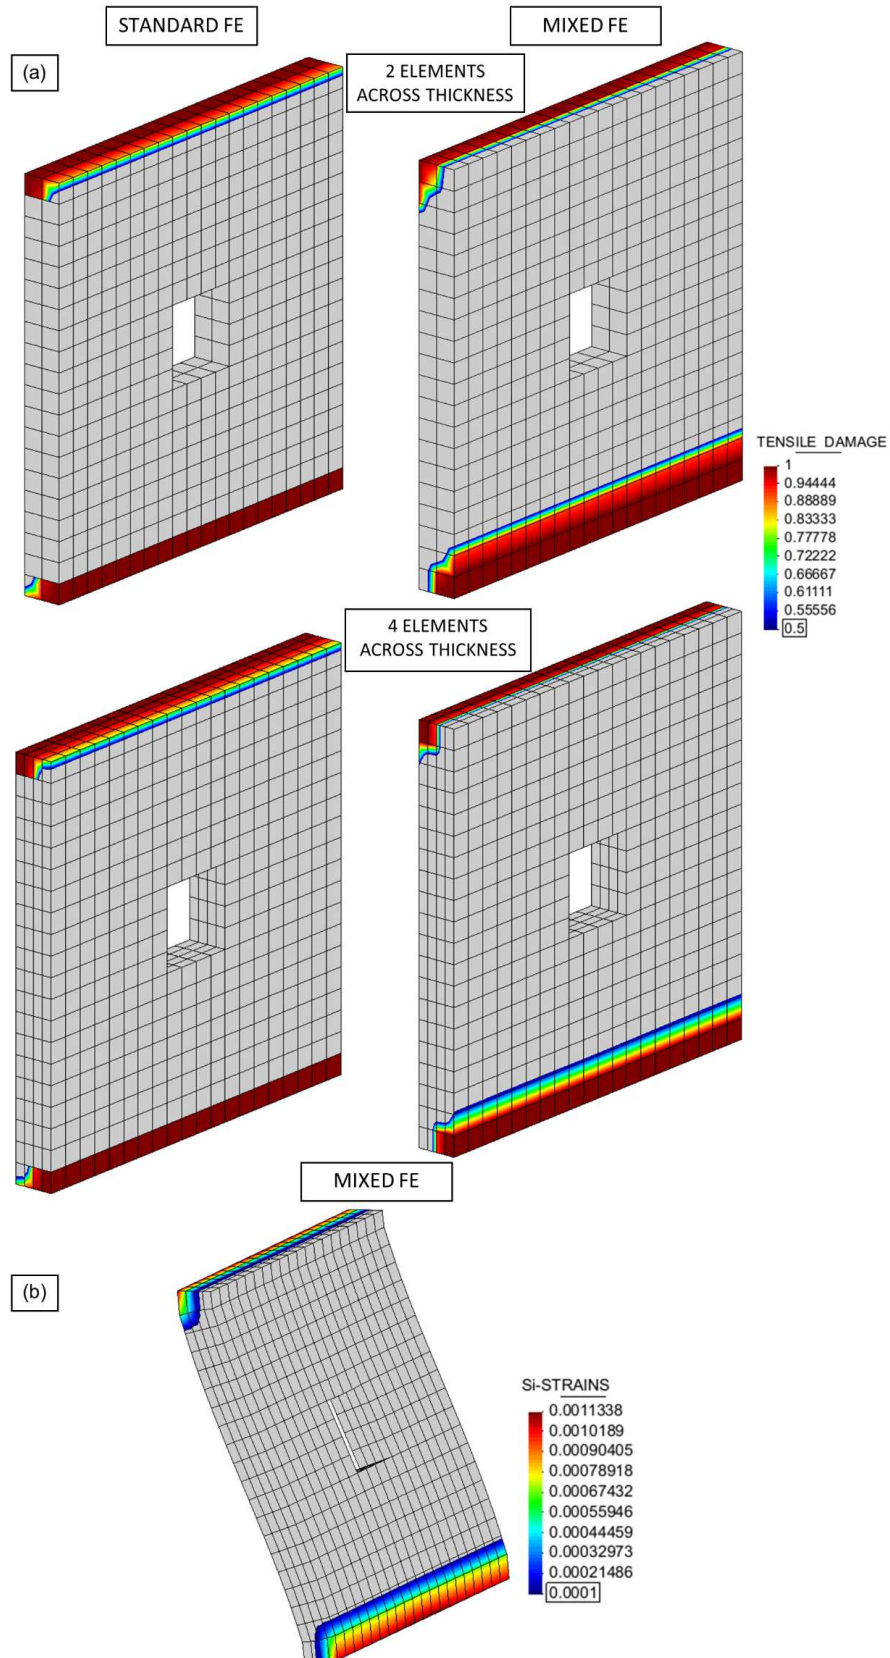 STANDARD FE
MIXED FE
(a)
2 ELEMENTS
ACROSS THICKNESS
TENSILE DAMAGE
1
0.94444
0.88889
0.83333
0.77778
0.72222
0.66667
0.61111
0.55556
0.5
4 ELEMENTS
ACROSS THICKNESS
MIXED FE
(b)
Si-STRAINS
0.0011338
0.0010189
0.00090405
0.00078918
0.00067432
0.00055946
0.00044459
0.00032973
0.00021486
0.0001